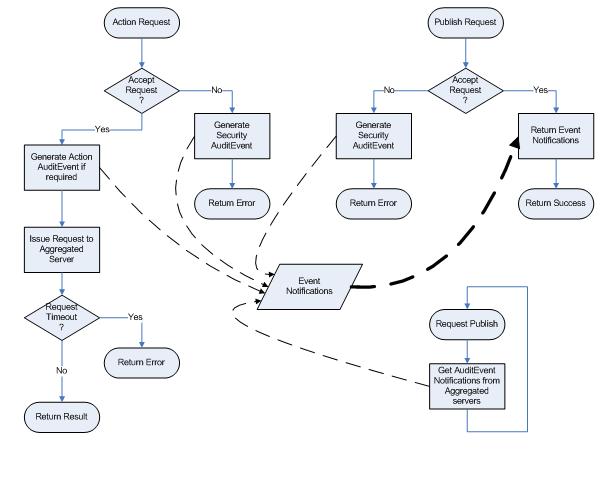 Action Request
Publish Request
Accept
Request
?
No
Yes
Accept
Request
?
No
Yes
Generate
Security
AuditEvent
Generate
Security
AuditEvent
Return Event
Notifications
Generate Action
AuditEvent if
required
Return Error
Return Error
Return Success
Issue Request to
Aggregated
Server
Event
Notifications
Request
Timeout
?
Yes
No
Return Error
Return Result
Request Publish
Get AuditEvent
Notifications from
Aggregated
servers